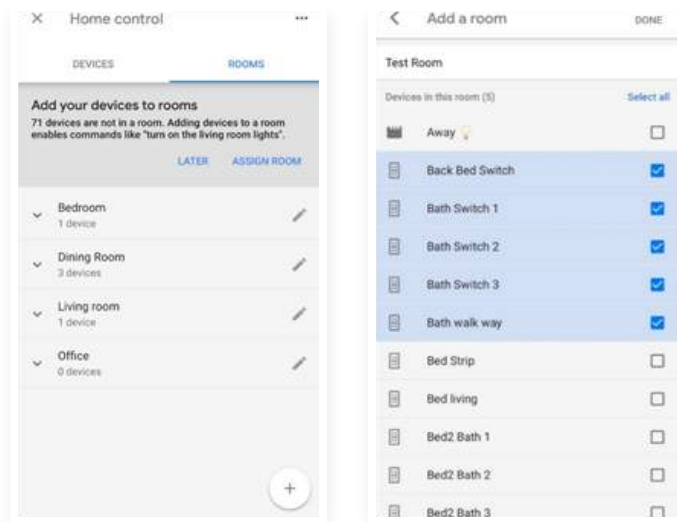 Home control
DEVICES
ROOMS
Add your devices to rooms
71 devices are not in a room. Adding devices to a room
enables commands like "turn on the living room lights".
LATER
ASSIGN ROOM
Bedroom
1 device
Dining Room
3 devices
Living room
1 device
Office
0 devices
Add a room
DONE
Test Room
Devices in this room (5)
Select all
Away
Back Bed Switch
Bath Switch 1
Bath Switch 2
Bath Switch 3
Bath walk way
Bed Strip
Bed living
Bed2 Bath 1
Bed2 Bath 2
Bed2 Bath 3